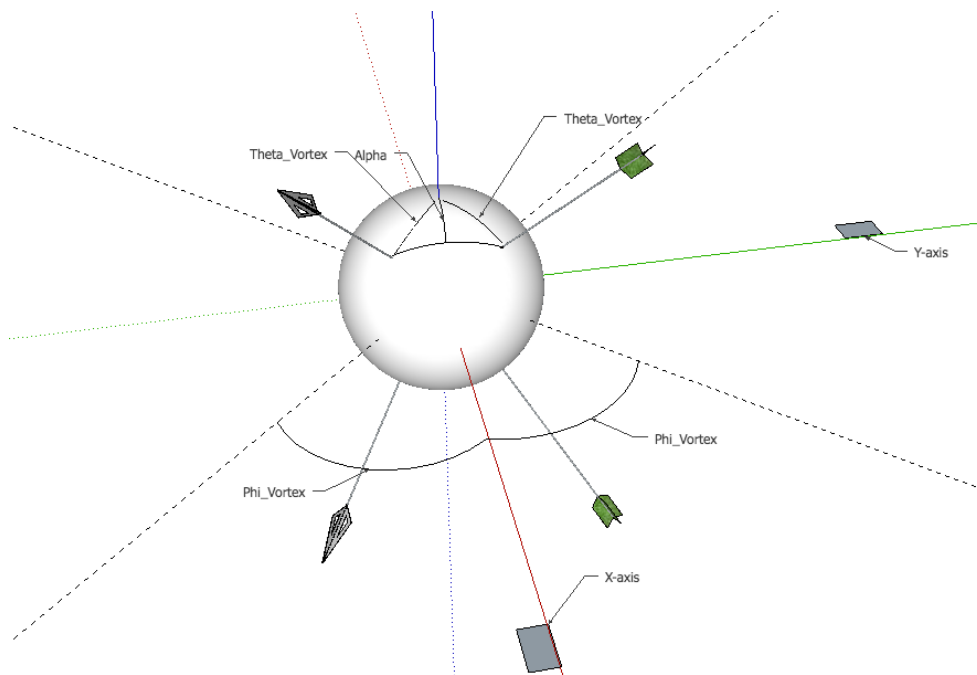 Theta_Vortex
Theta_Vortex
Alpha
Y-axis
Phi_Vortex
Phi_Vortex
X-axis